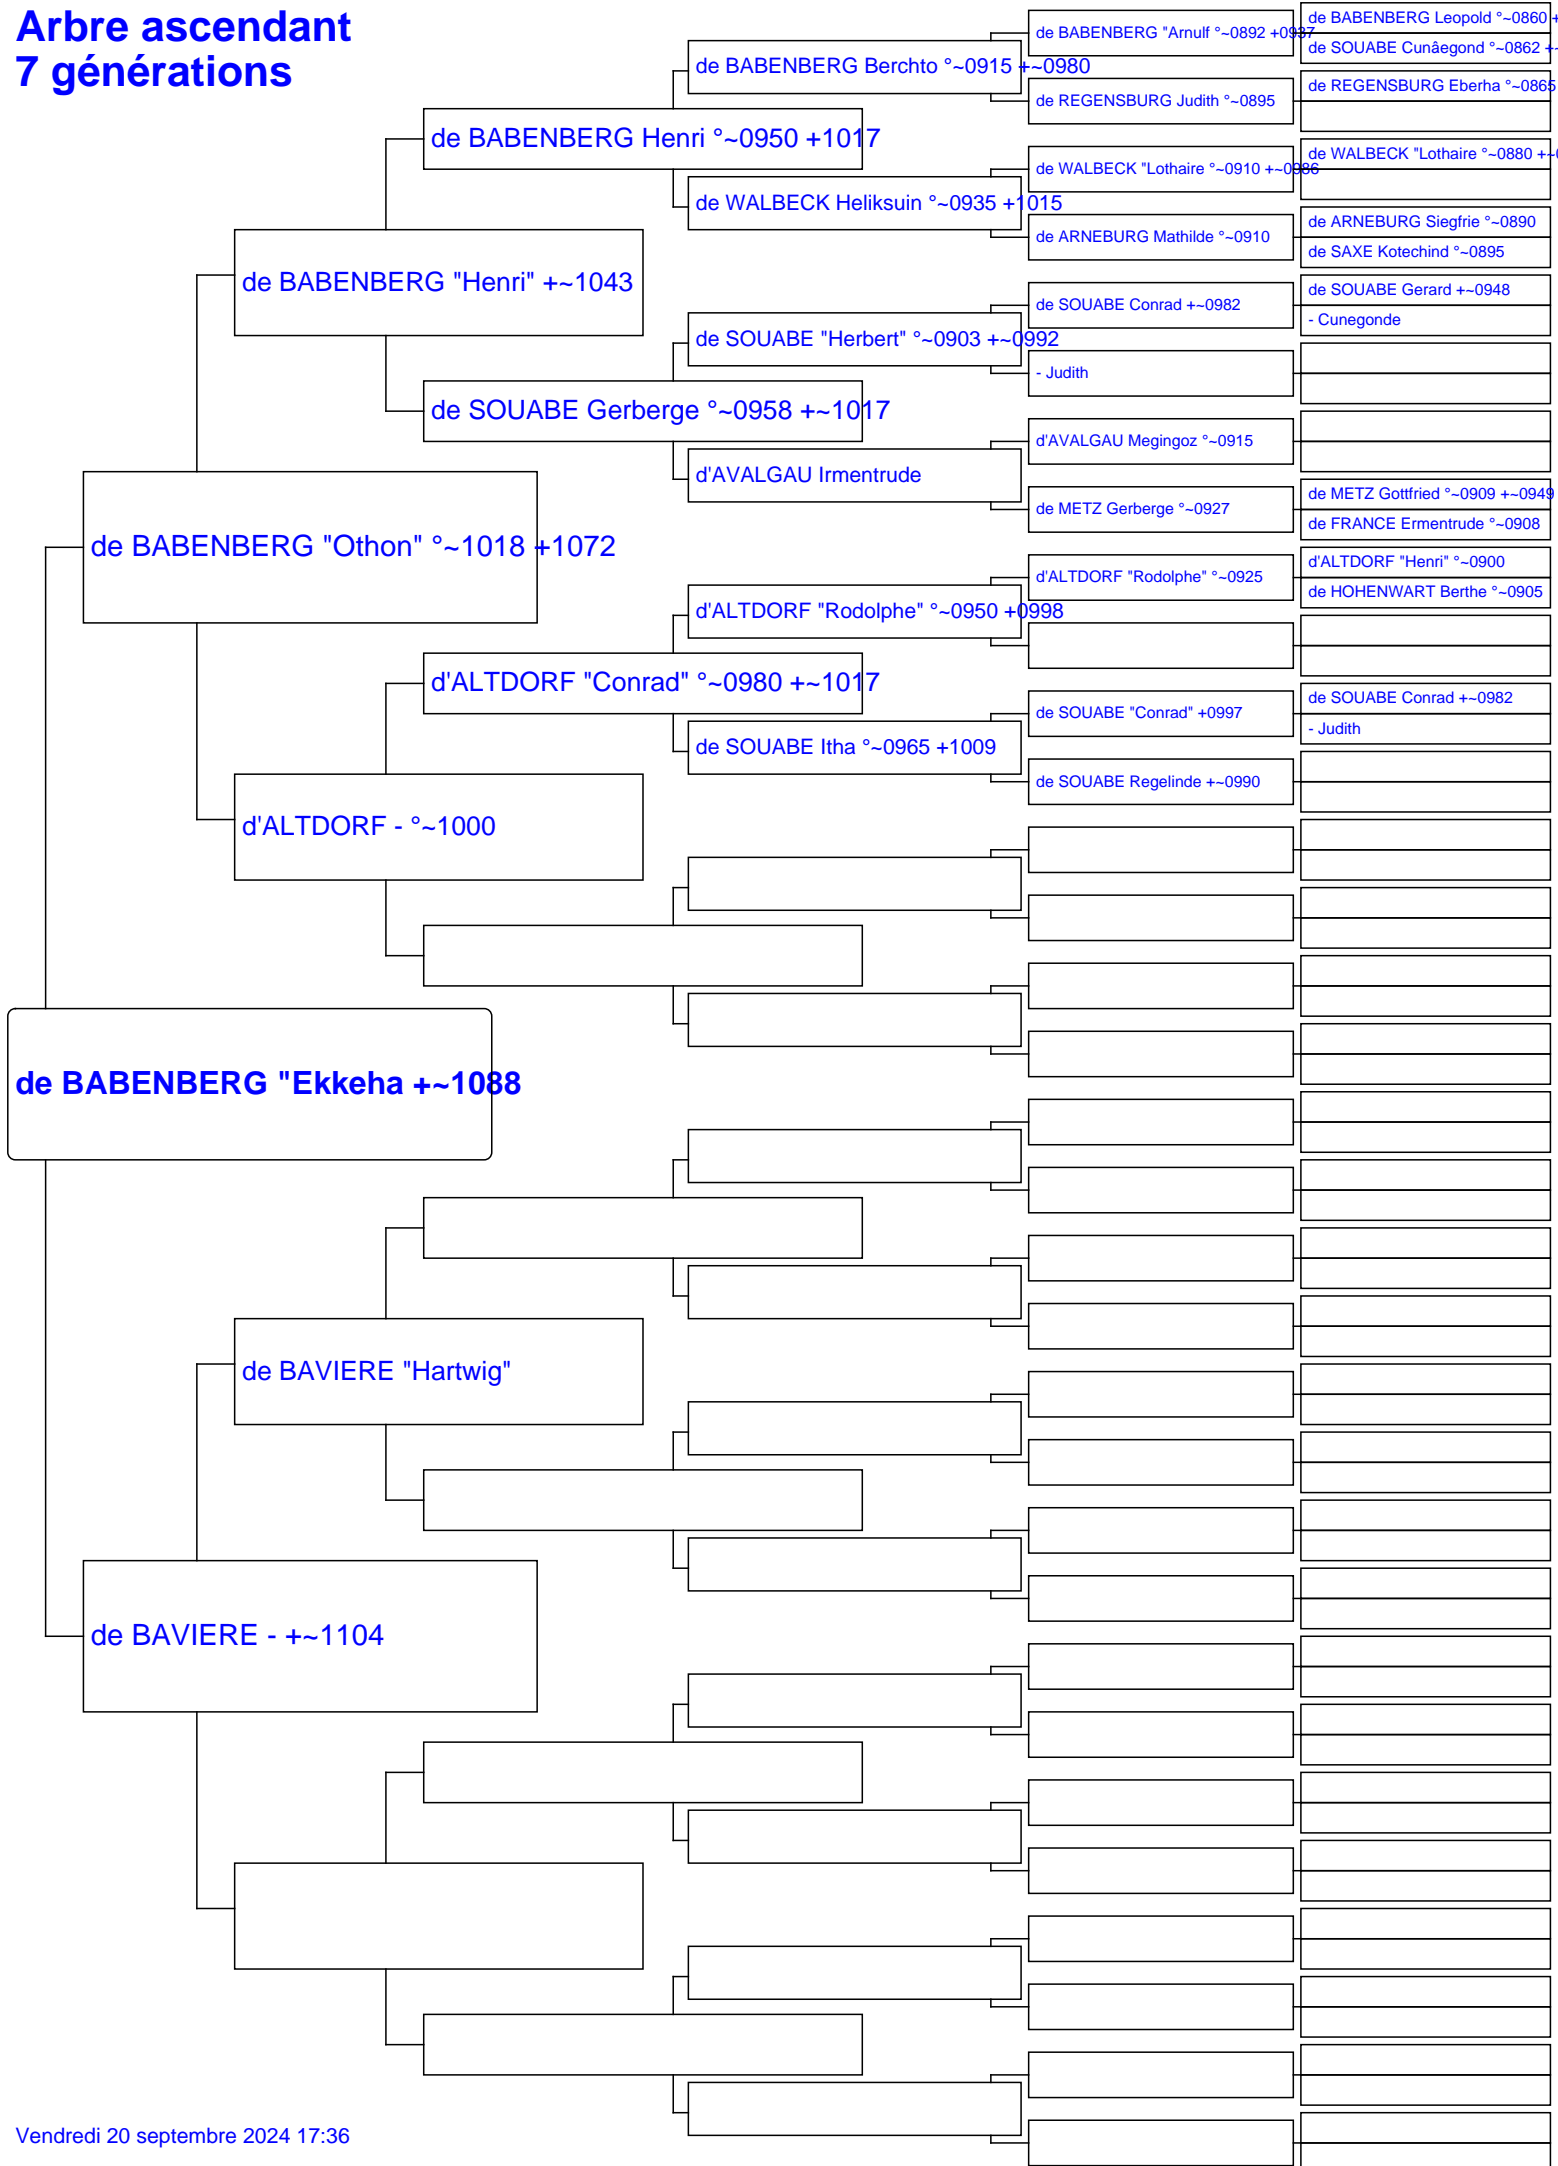 Arbre ascendant
7 générations
de BABENBERG "Ekkeha +~1088
de BABENBERG "Othon" °~1018 +1072
de BAVIERE - +~1104
de BABENBERG "Henri" +~1043
d'ALTDORF - °~1000
de BAVIERE "Hartwig"
de BABENBERG Henri °~0950 +1017
de SOUABE Gerberge °~0958 +~1017
d'ALTDORF "Conrad" °~0980 +~1017
de BABENBERG Berchto °~0915 +~0980
de WALBECK Heliksuin °~0935 +1015
de SOUABE "Herbert" °~0903 +~0992
d'AVALGAU Irmentrude
d'ALTDORF "Rodolphe" °~0950 +0998
de SOUABE Itha °~0965 +1009
de BABENBERG "Arnulf °~0892 +0937
de REGENSBURG Judith °~0895
de WALBECK "Lothaire °~0910 +~0986
de ARNEBURG Mathilde °~0910
de SOUABE Conrad +~0982
- Judith
d'AVALGAU Megingoz °~0915
de METZ Gerberge °~0927
d'ALTDORF "Rodolphe" °~0925
de SOUABE "Conrad" +0997
de SOUABE Regelinde +~0990
de BABENBERG Leopold °~0860 +
de SOUABE Cunâegond °~0862 +~
de REGENSBURG Eberha °~0865
de WALBECK "Lothaire °~0880 +~0
de ARNEBURG Siegfrie °~0890
de SAXE Kotechind °~0895
de SOUABE Gerard +~0948
- Cunegonde
de METZ Gottfried °~0909 +~0949
de FRANCE Ermentrude °~0908
d'ALTDORF "Henri" °~0900
de HOHENWART Berthe °~0905
de SOUABE Conrad +~0982
- Judith
Vendredi 20 septembre 2024 17:36